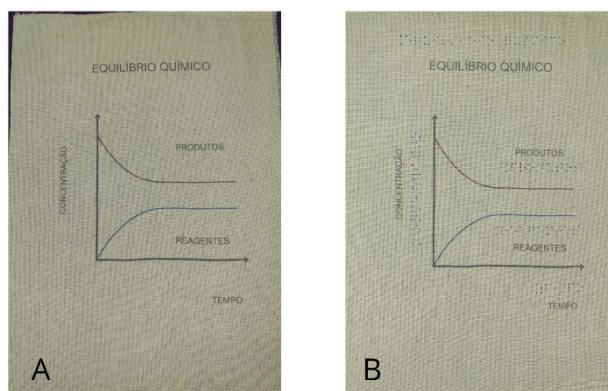 EQUILÍBRIO QUÍMICO
CONCENTRAÇÃO
PRODUTOS
REAGENTES
TEMPO
A
EQUILÍBRIO QUÍMICO
CONCENTRAÇÃO
PRODUTOS
REAGENTES
TEMPO
B